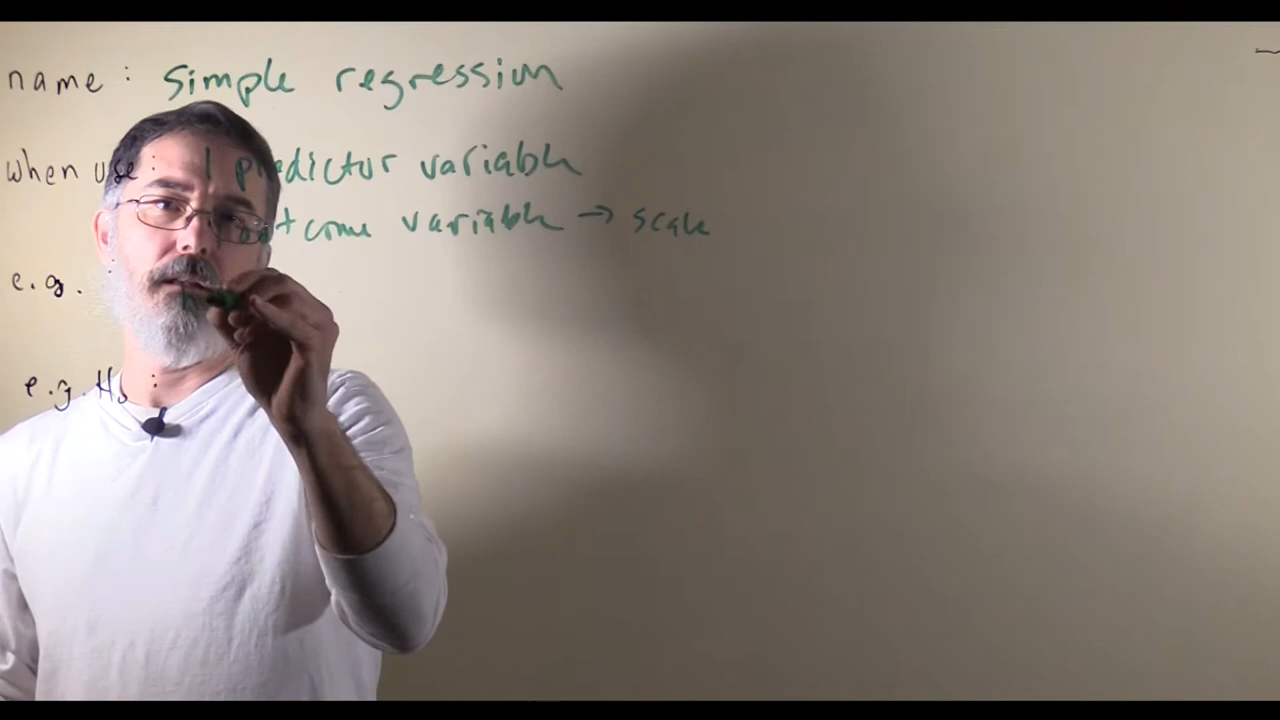 name: simple regression
when use: 1 predictor variable
outcome variable → scale
e.g. :
e.g. H₀ :